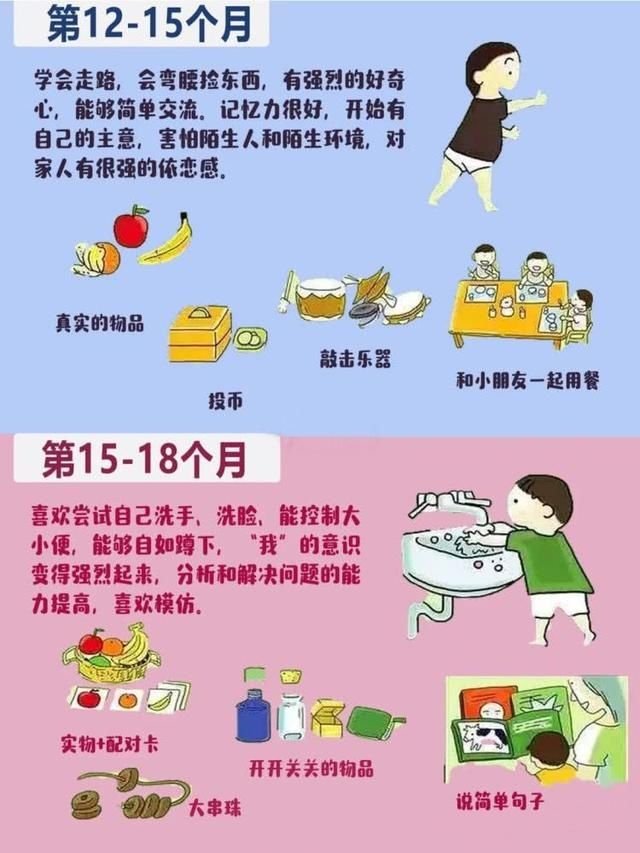 第12-15个月
学会走路，会弯腰捡东西，有强烈的好奇
心，能够简单交流。记忆力很好，开始有
自己的主意，害怕陌生人和陌生环境，对
家人有很强的依恋感。
真实的物品
投币
敲击乐器
和小朋友一起用餐
第15-18个月
喜欢尝试自己洗手、洗脸、能控制大
小便，能够自如蹲下，“我”的意识
变得强烈起来，分析和解决问题的能
力提高，喜欢模仿。
实物+配对卡
开开关关的物品
大串珠
说简单句子